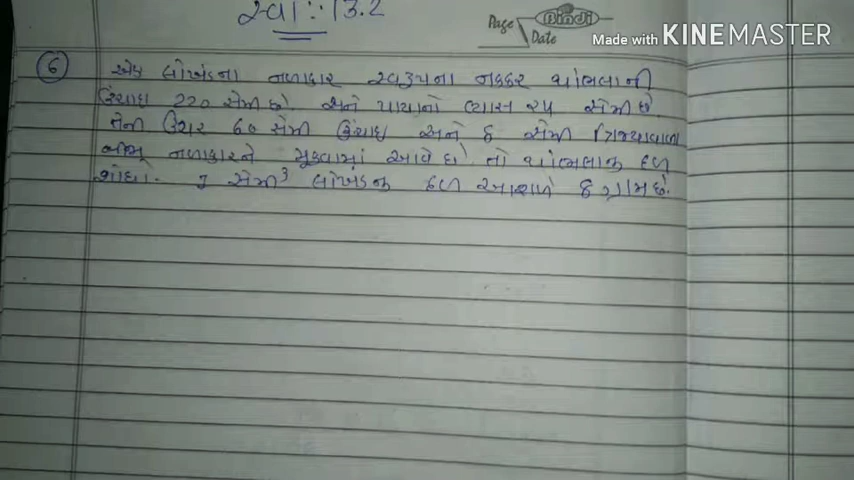 સ્વા :: 13.2
Page
Bindi
Date
Made with KINEMASTER
6 એક લોખંડના નળાકાર સ્વરૂપના નક્કર થાંભલાની
ઉંચાઇ 220 સેમી છે. અને પાયાનો વ્યાસ 24 સેમી છે.
તેની ઉપર 60 સેમી ઉંચાઇ અને 8 સેમી ત્રિજ્યાવાળા
બીજા નળાકારને મૂકવામાં આવે છે તો થાંભલાનુ દળ
શોધો. 1 સેમી³ લોખંડનુ દળ આશરે 8 ગ્રામ છે.